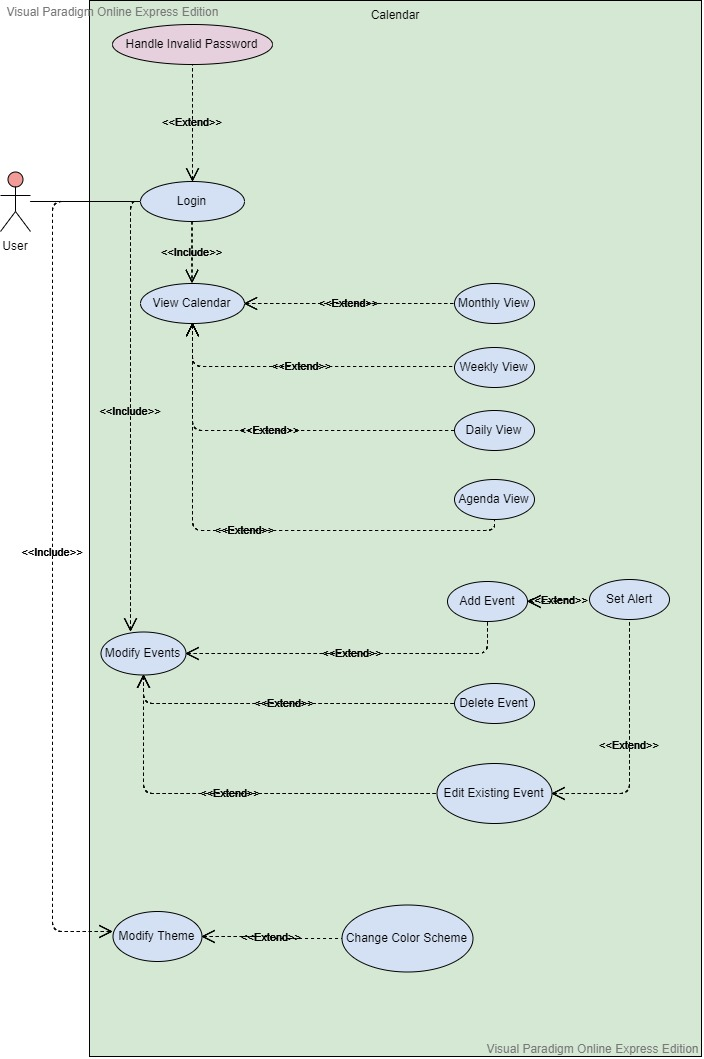 Visual Paradigm Online Express Edition
Calendar
Handle Invalid Password
<<Extend>>
Login
User
<<Include>>
View Calendar
<<Extend>>
Monthly View
<<Extend>>
Weekly View
<<Include>>
<<Extend>>
Daily View
Agenda View
<<Extend>>
<<Include>>
Add Event
<<Extend>>
Set Alert
Modify Events
<<Extend>>
<<Extend>>
Delete Event
<<Extend>>
<<Extend>>
Edit Existing Event
Modify Theme
<<Extend>>
Change Color Scheme
Visual Paradigm Online Express Edition